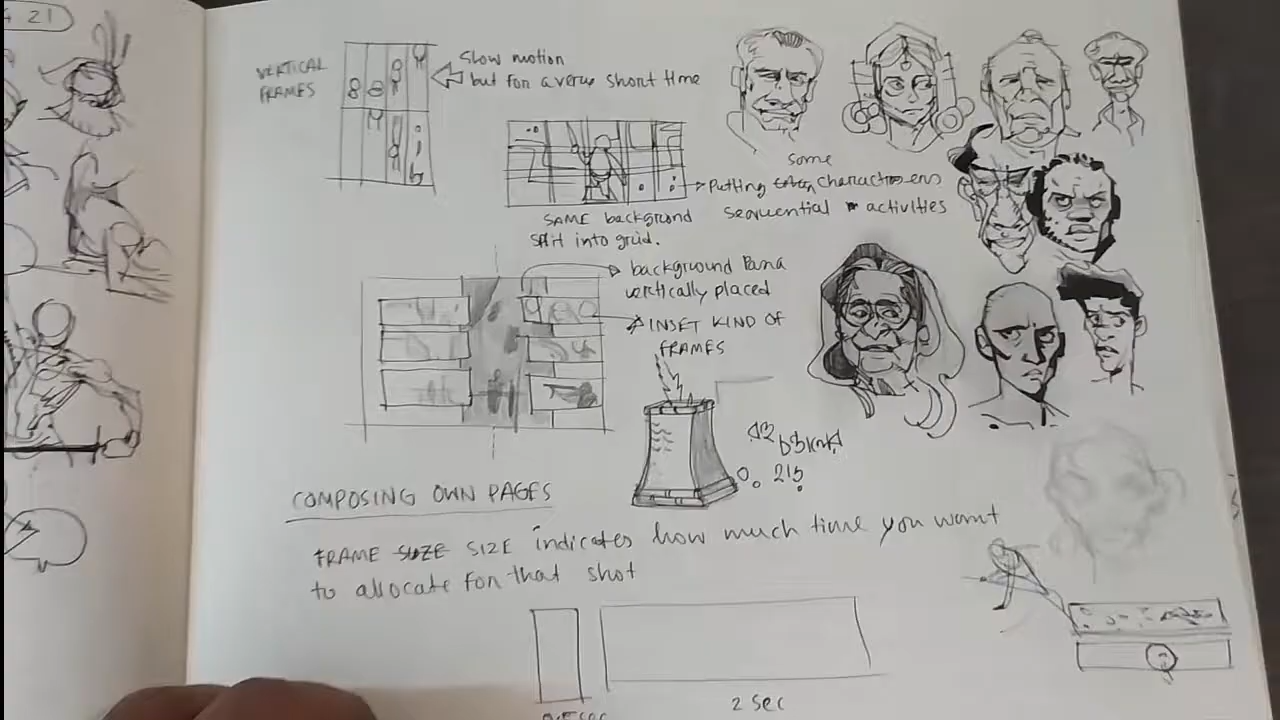 21
VERTICAL
FRAMES
Slow motion
but for a very short time
SAME background
split into grid.
some
Putting characters
sequential activities
background Pana
vertically placed
INSET KIND OF
FRAMES
COMPOSING OWN PAGES
FRAME SIZE indicates how much time you want
to allocate for that shot
2 sec